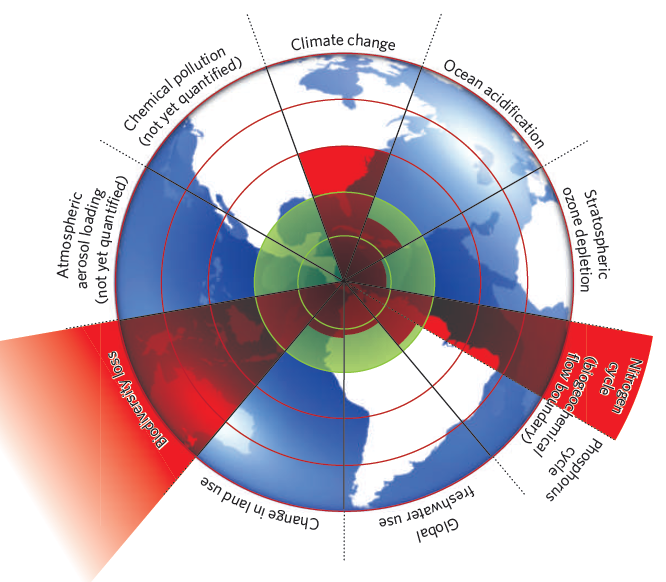 Climate change
Ocean acidification
Stratospheric
ozone depletion
Nitrogen
cycle
(biogeochemical
flow boundary)
Phosphorus
cycle
Global
freshwater use
Change in land use
Biodiversity loss
Atmospheric
aerosol loading
(not yet quantified)
Chemical pollution
(not yet quantified)